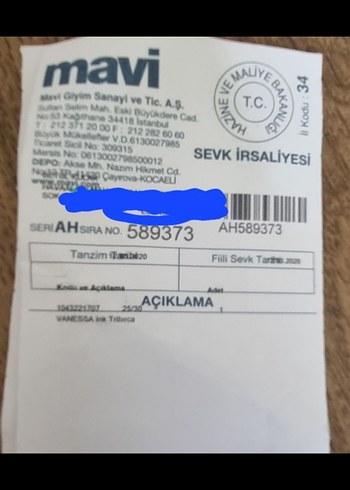 mavi
Mavi Giyim Sanayi ve Tic. A.Ş.
Sultan Selim Mah. Eski Büyükdere Cad.
No:53 Kağıthane 34418 İstanbul
T : 212 371 20 00 F : 212 282 60 60
Büyük Mükellefler V.D.6130027985
Ticaret Sicil No: 309315
Mersis No: 0613002798500012
DEPO: Akse Mh. Nazım Hikmet Cd.
Çayırova-KOCAELİ
HAZİNE VE MALİYE BAKANLIĞI
T.C.
İl Kodu : 34
SEVK İRSALİYESİ
SERİ AH SIRA NO. 589373
AH589373
Tanzim
Fiili Sevk
Kodu ve Açıklama
Adet
AÇIKLAMA
1043221707 25/30 1
VANESSA ink Tribeca